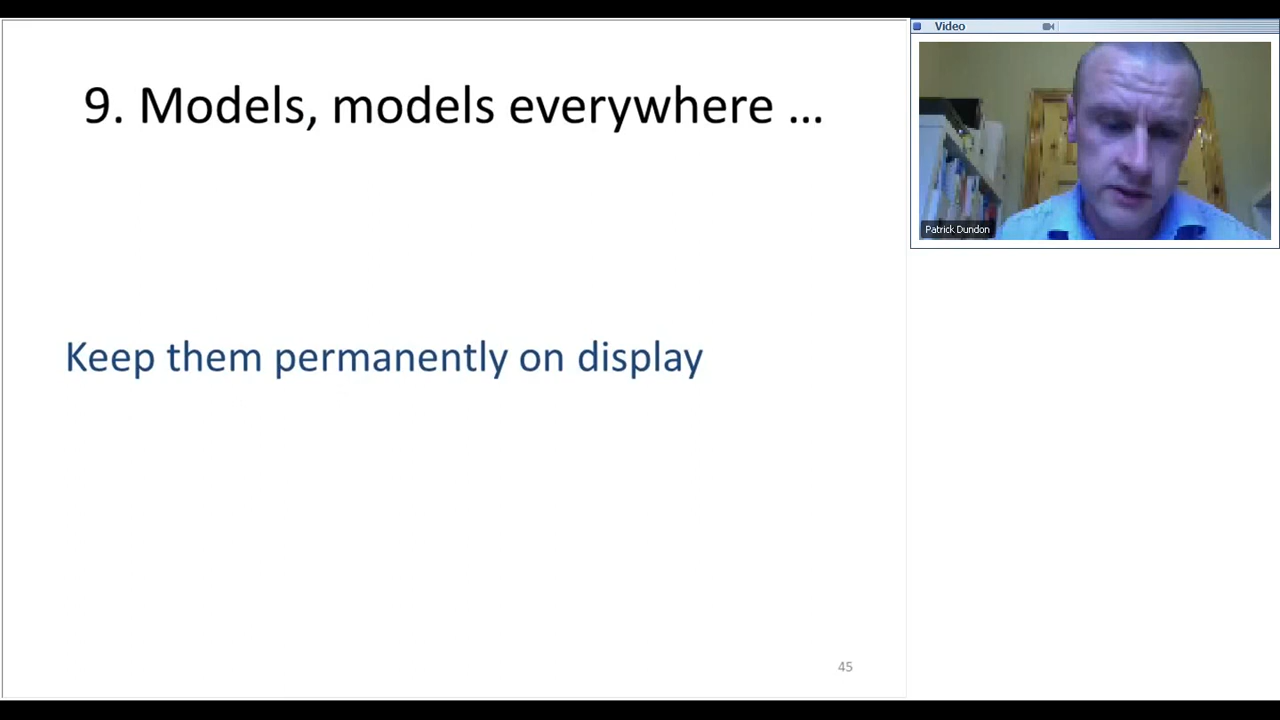 Video
9. Models, models everywhere ...
Patrick Dundon
Keep them permanently on display
45